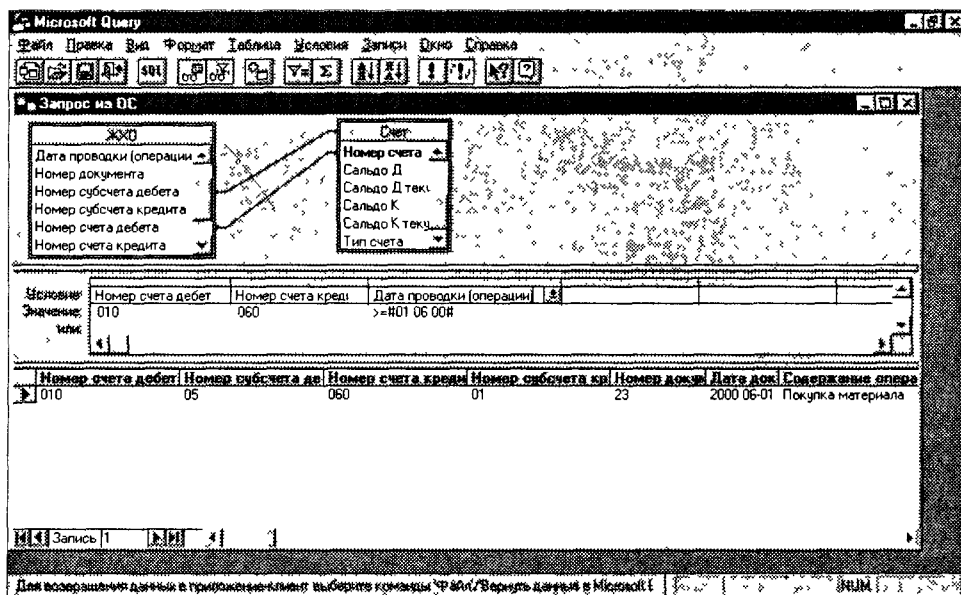 Microsoft Query
Файл Правка Вид Формат Таблица Условия Записи Окно Справка
SQL
Запрос из DC
ЖХО
Дата проводки (операции
Номер документа
Номер субсчета дебета
Номер субсчета кредита
Номер счета дебета
Номер счета кредита
Счет
Номер счета
Сальдо Д
Сальдо Д теку
Сальдо К
Сальдо К теку
Тип счета
Условие: Номер счета дебет Номер счета креди Дата проводки (операции)
Значение: 010 060 >=#01 06 00#
или:
Номер счета дебет Номер субсчета де Номер счета креди Номер субсчета кр Номер докум Дата док Содержание опера
010 05 060 01 23 2000 06-01 Покупка материала
Запись 1
Для возвращения данных в приложение-клиент выберите команды "Файл"/"Вернуть данные в Microsoft E
NUM